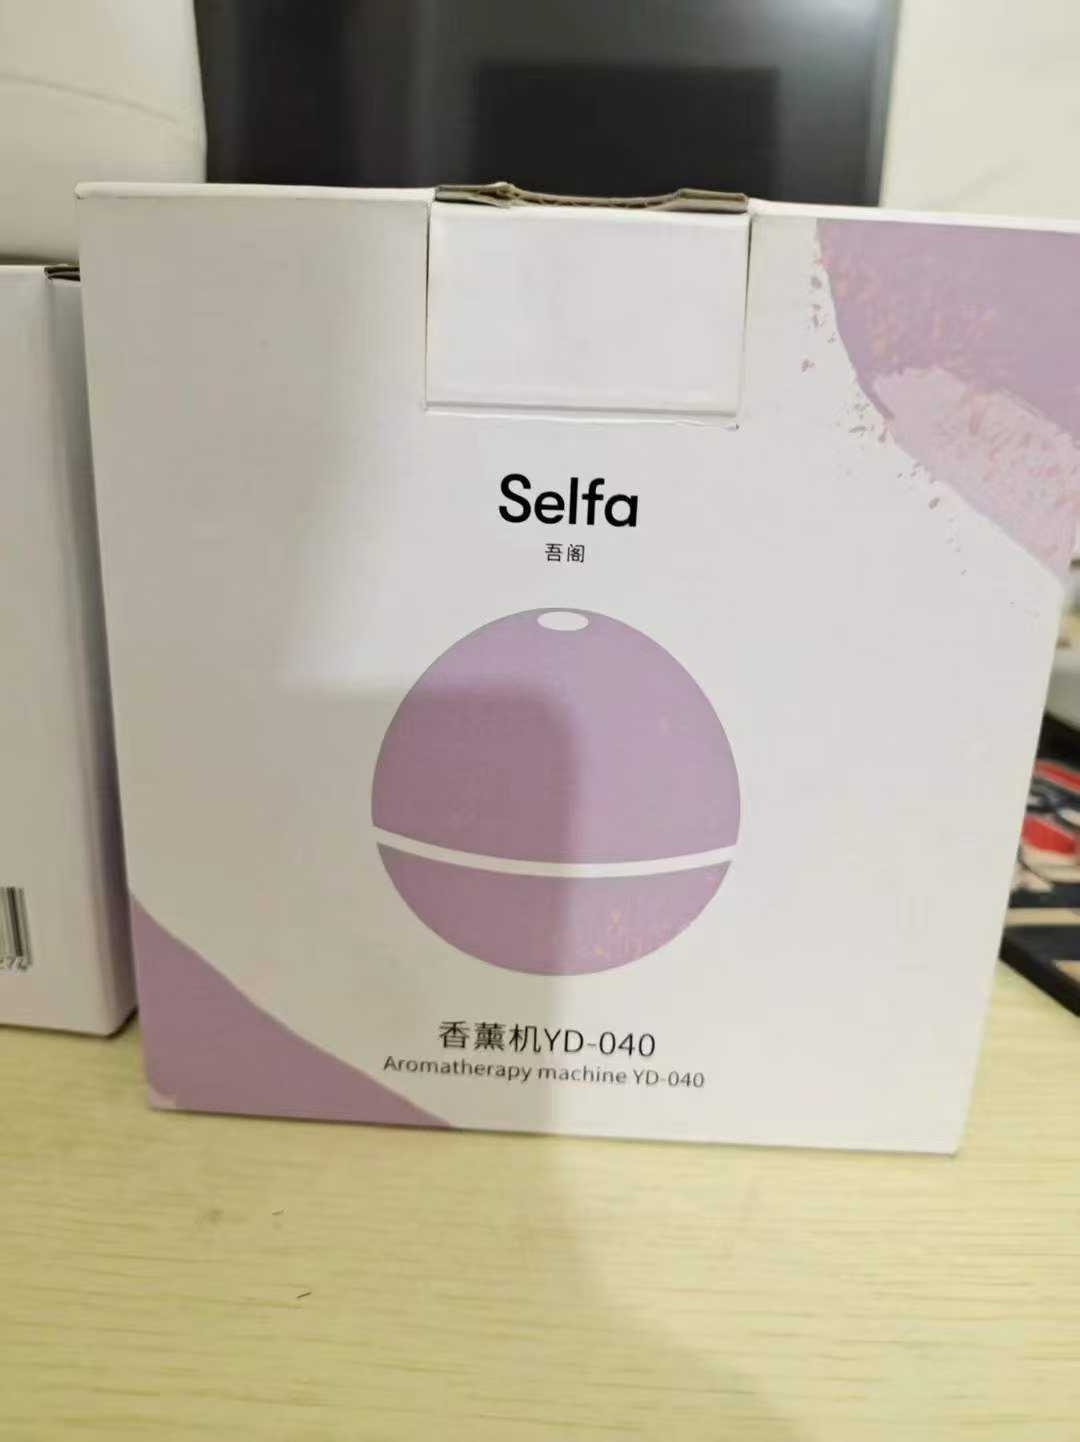 Selfa
吾阁
香薰机YD-040
Aromatherapy machine YD-040